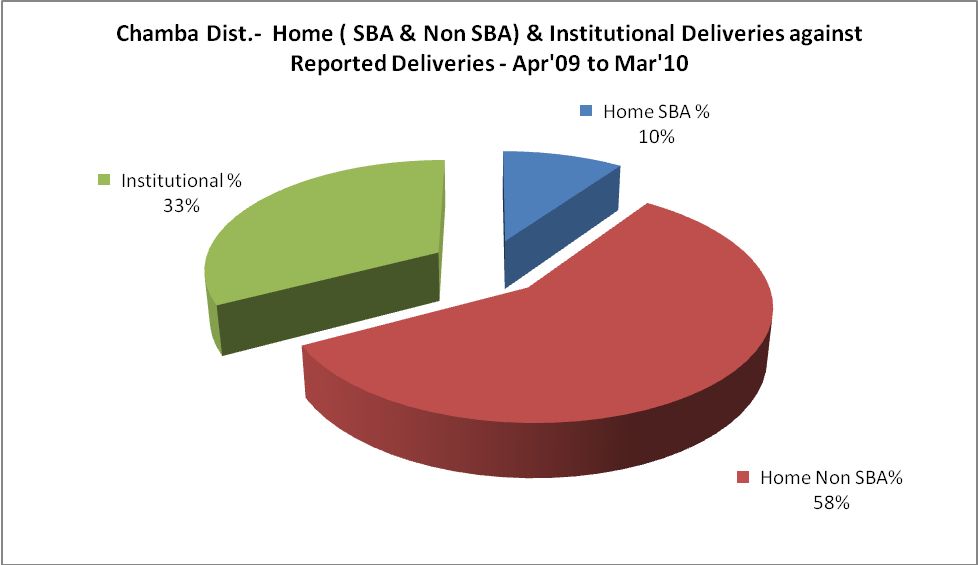 Chamba Dist.-  Home ( SBA & Non SBA) & Institutional Deliveries against
Reported Deliveries - Apr'09 to Mar'10
Home SBA %
10%
Institutional %
33%
Home Non SBA%
58%